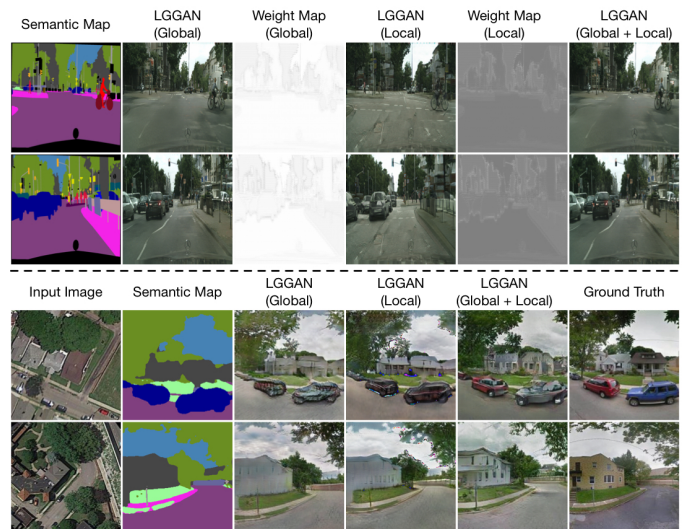 Semantic Map
LGGAN
(Global)
Weight Map
(Global)
LGGAN
(Local)
Weight Map
(Local)
LGGAN
(Global + Local)
Input Image
Semantic Map
LGGAN
(Global)
LGGAN
(Local)
LGGAN
(Global + Local)
Ground Truth